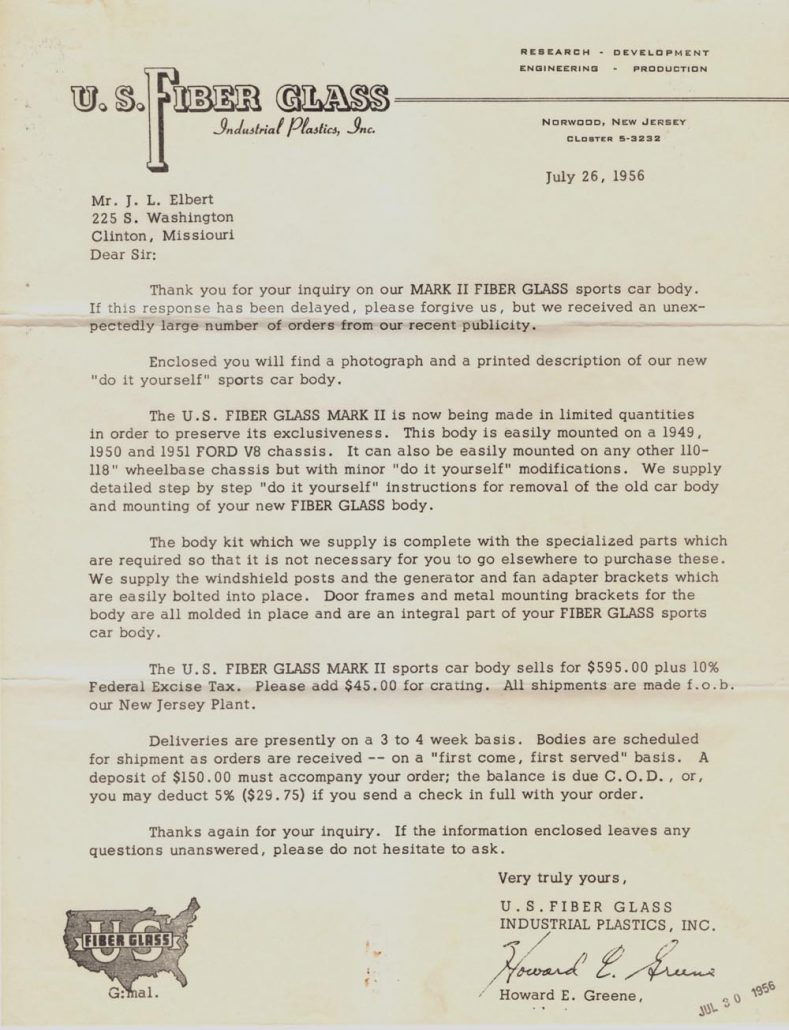 RESEARCH - DEVELOPMENT
ENGINEERING - PRODUCTION
U. S. FIBER GLASS
Industrial Plastics, Inc.
NORWOOD, NEW JERSEY
CLOSTER 5-3232
July 26, 1956
Mr. J. L. Elbert
225 S. Washington
Clinton, Missiouri
Dear Sir:
Thank you for your inquiry on our MARK II FIBER GLASS sports car body.
If this response has been delayed, please forgive us, but we received an unex-
pectedly large number of orders from our recent publicity.
Enclosed you will find a photograph and a printed description of our new
"do it yourself" sports car body.
The U.S. FIBER GLASS MARK II is now being made in limited quantities
in order to preserve its exclusiveness. This body is easily mounted on a 1949,
1950 and 1951 FORD V8 chassis. It can also be easily mounted on any other 110-
118" wheelbase chassis but with minor "do it yourself" modifications. We supply
detailed step by step "do it yourself" instructions for removal of the old car body
and mounting of your new FIBER GLASS body.
The body kit which we supply is complete with the specialized parts which
are required so that it is not necessary for you to go elsewhere to purchase these.
We supply the windshield posts and the generator and fan adapter brackets which
are easily bolted into place. Door frames and metal mounting brackets for the
body are all molded in place and are an integral part of your FIBER GLASS sports
car body.
The U.S. FIBER GLASS MARK II sports car body sells for $595.00 plus 10%
Federal Excise Tax. Please add $45.00 for crating. All shipments are made f.o.b.
our New Jersey Plant.
Deliveries are presently on a 3 to 4 week basis. Bodies are scheduled
for shipment as orders are received -- on a "first come, first served" basis. A
deposit of $150.00 must accompany your order; the balance is due C.O.D., or,
you may deduct 5% ($29.75) if you send a check in full with your order.
Thanks again for your inquiry. If the information enclosed leaves any
questions unanswered, please do not hesitate to ask.
Very truly yours,
U.S. FIBER GLASS
INDUSTRIAL PLASTICS, INC.
Howard E. Greene
Howard E. Greene,
US
FIBER GLASS
G:mal.
JUL 30 1956